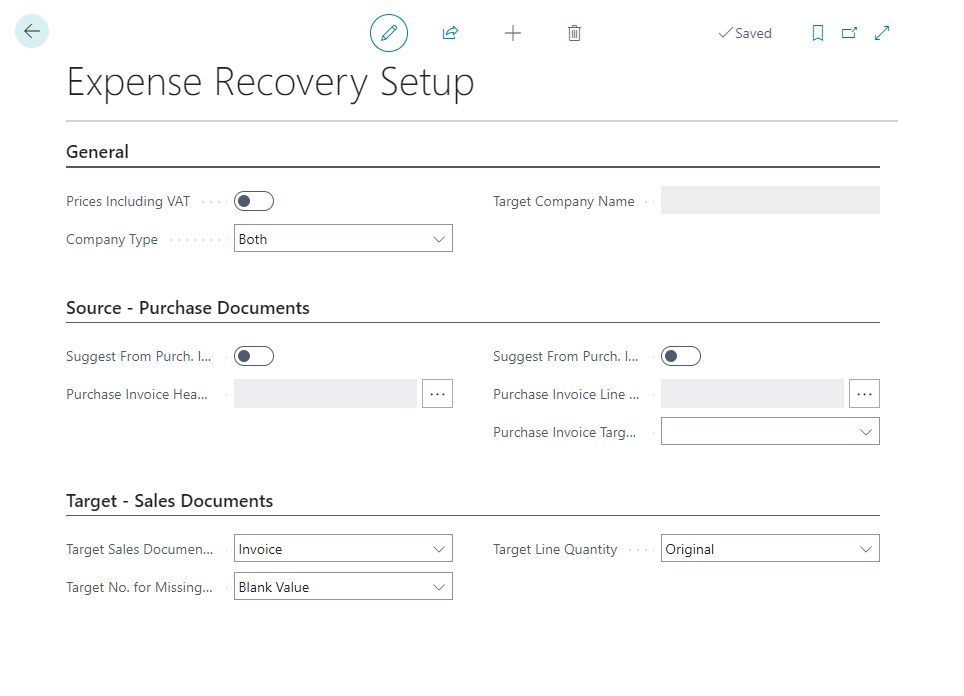 Saved
Expense Recovery Setup
General
Prices Including VAT
Target Company Name
Company Type
Both
Source - Purchase Documents
Suggest From Purch. I...
Suggest From Purch. I...
Purchase Invoice Hea...
...
Purchase Invoice Line ...
...
Purchase Invoice Targ...
Target - Sales Documents
Target Sales Documen...
Invoice
Target Line Quantity
Original
Target No. for Missing...
Blank Value